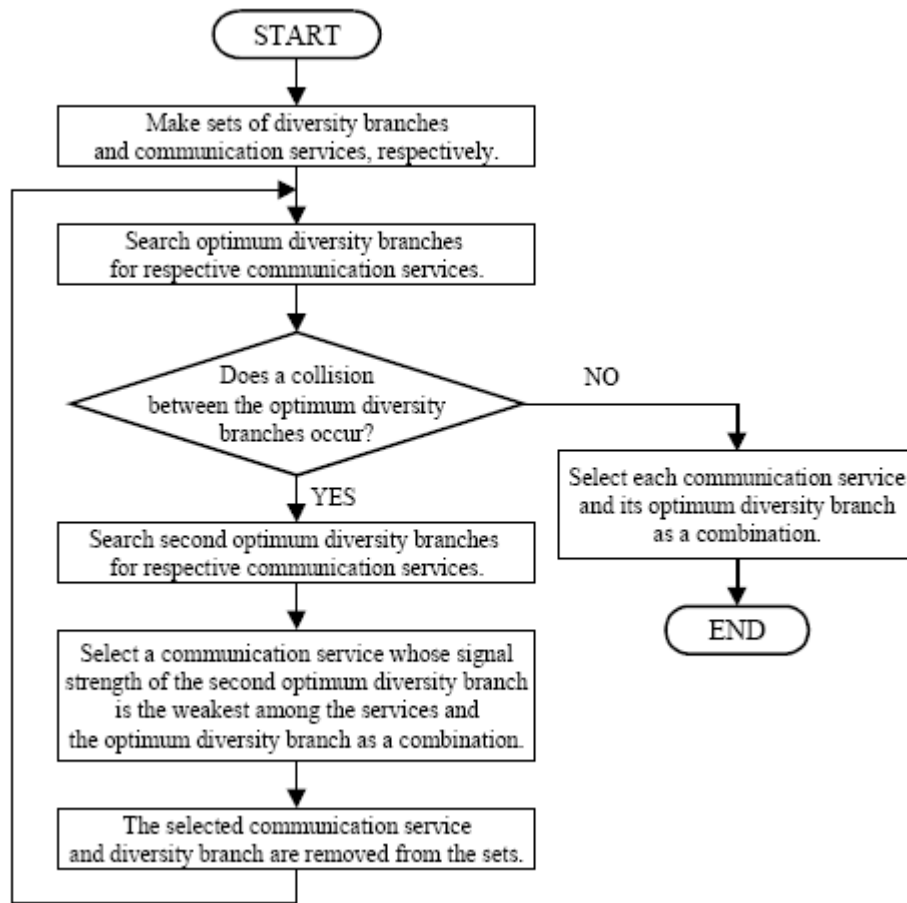 START
Make sets of diversity branches
and communication services, respectively.
Search optimum diversity branches
for respective communication services.
Does a collision
between the optimum diversity
branches occur?
NO
YES
Select each communication service
and its optimum diversity branch
as a combination.
END
Search second optimum diversity branches
for respective communication services.
Select a communication service whose signal
strength of the second optimum diversity branch
is the weakest among the services and
the optimum diversity branch as a combination.
The selected communication service
and diversity branch are removed from the sets.